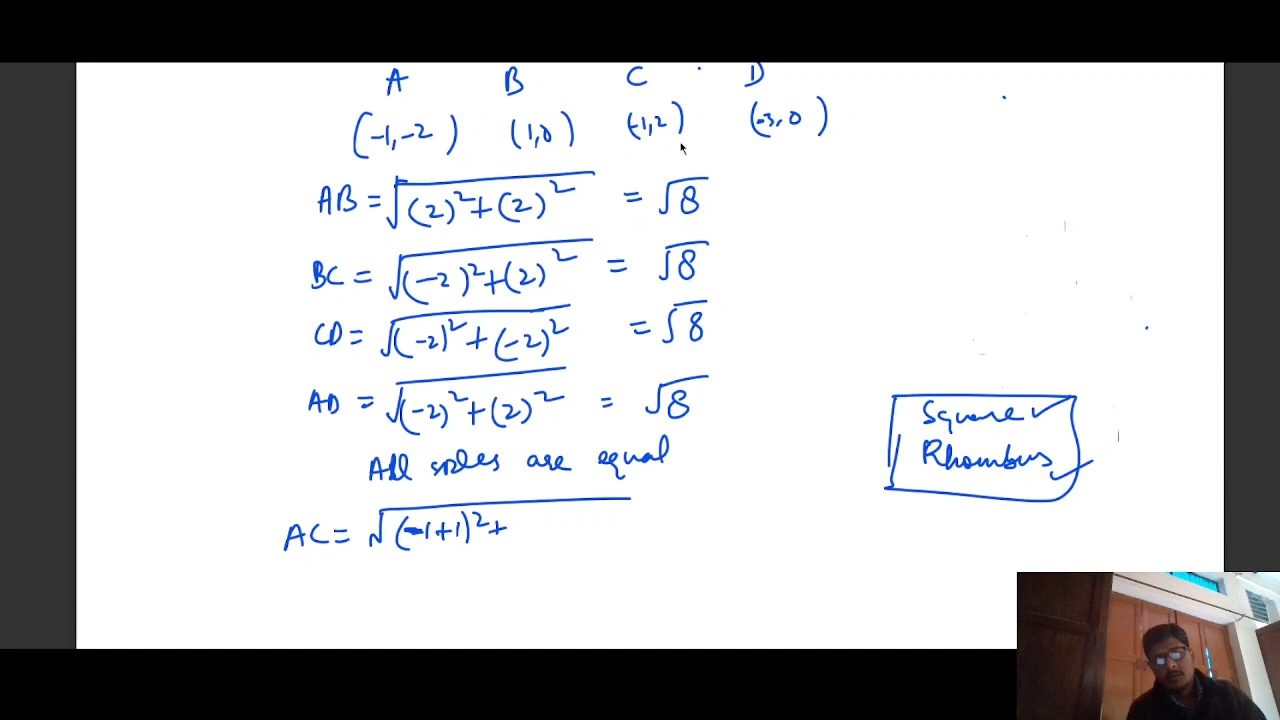 A B C D
(-1,-2) (1,0) (-1,2) (-3,0)
AB = √(2)²+(2)² = √8
BC = √(-2)²+(2)² = √8
CD = √(-2)²+(-2)² = √8
AD = √(-2)²+(2)² = √8
All sides are equal
AC = √(-1+1)²+
Square ✓
Rhombus ✓